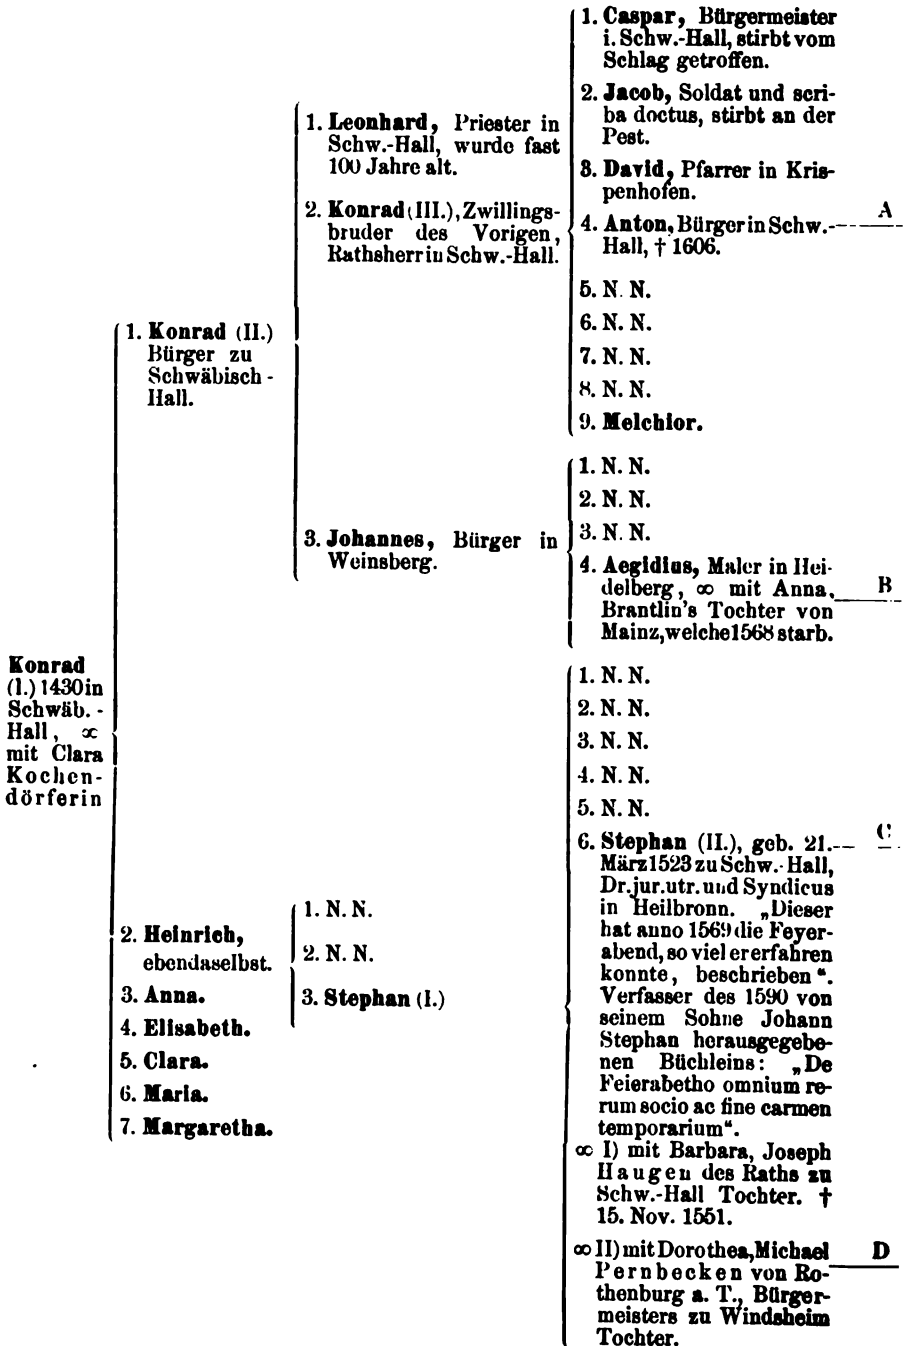 Konrad
(I.) 1430 in
Schwäb.-
Hall, ∞
mit Clara
Kochen-
dörferin
1. Konrad (II.)
Bürger zu
Schwäbisch-
Hall.
2. Heinrich,
ebendaselbst.
3. Anna.
4. Elisabeth.
5. Clara.
6. Maria.
7. Margaretha.
1. Leonhard, Priester in
Schw.-Hall, wurde fast
100 Jahre alt.
2. Konrad (III.), Zwillings-
bruder des Vorigen,
Rathsherr in Schw.-Hall.
3. Johannes, Bürger in
Weinsberg.
1. N. N.
2. N. N.
3. Stephan (I.)
1. Caspar, Bürgermeister
i. Schw.-Hall, stirbt vom
Schlag getroffen.
2. Jacob, Soldat und scri-
ba doctus, stirbt an der
Pest.
3. David, Pfarrer in Kris-
penhofen.
4. Anton, Bürger in Schw.- A
Hall, † 1606.
5. N. N.
6. N. N.
7. N. N.
8. N. N.
9. Melchior.
1. N. N.
2. N. N.
3. N. N.
4. Aegidius, Maler in Hei-
delberg, ∞ mit Anna, B
Brantlin's Tochter von
Mainz, welche 1568 starb.
1. N. N.
2. N. N.
3. N. N.
4. N. N.
5. N. N.
6. Stephan (II.), geb. 21. C
März 1523 zu Schw.-Hall,
Dr. jur. utr. und Syndicus
in Heilbronn. „Dieser
hat anno 1569 die Feyer-
abend, so viel er erfahren
konnte, beschrieben“.
Verfasser des 1590 von
seinem Sohne Johann
Stephan herausgegebe-
nen Büchleins: „De
Feierabetho omnium re-
rum socio ac fine carmen
temporarium“.
∞ I) mit Barbara, Joseph
Haugen des Raths zu
Schw.-Hall Tochter. †
15. Nov. 1551.
∞ II) mit Dorothea, Michael D
Pernbecken von Ro-
thenburg a. T., Bürger-
meisters zu Windsheim
Tochter.